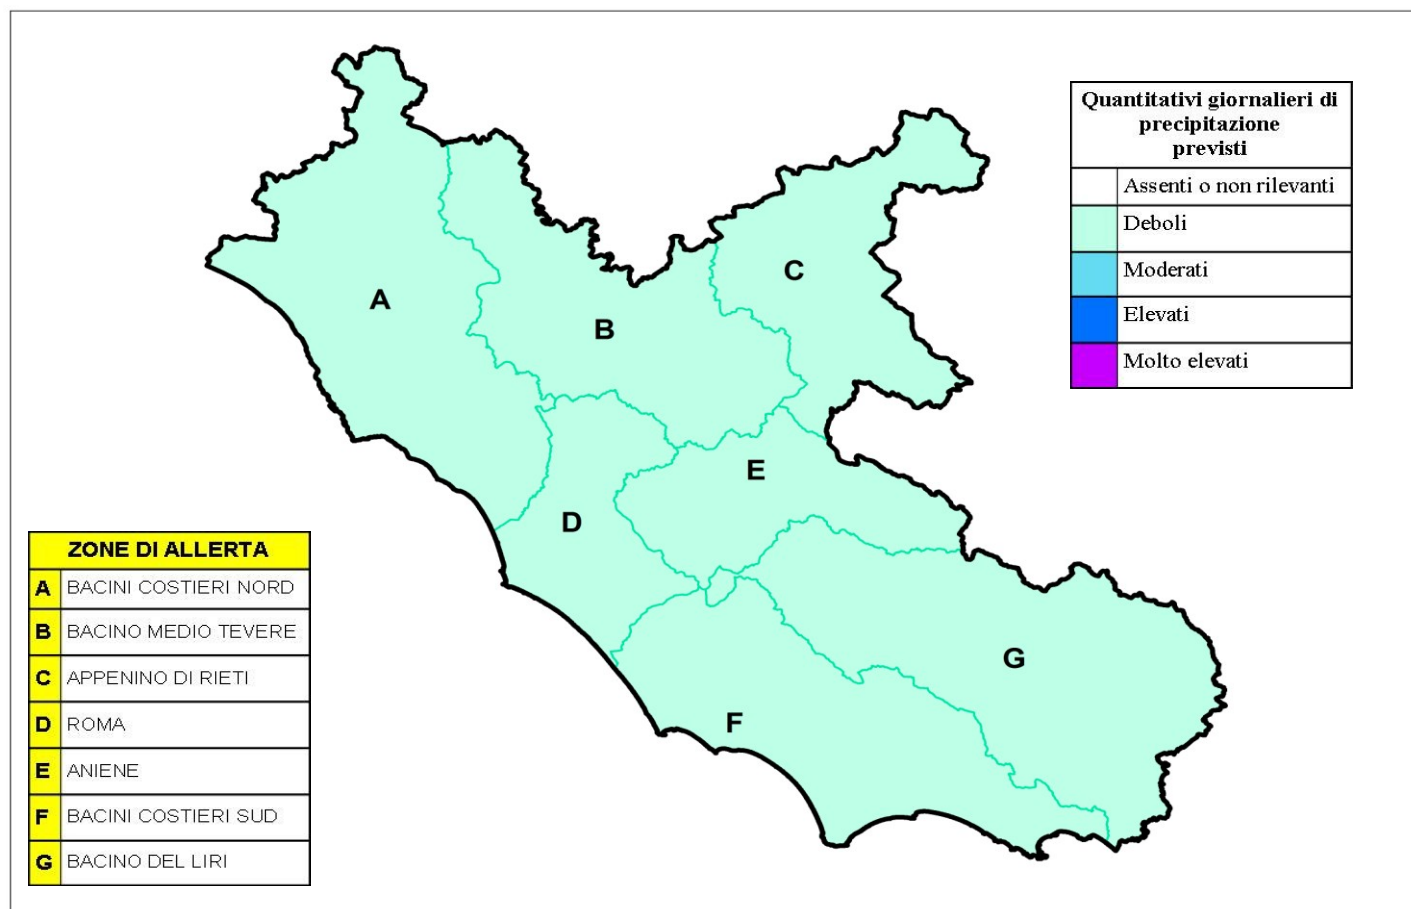 Quantitativi giornalieri di
precipitazione
previsti
Assenti o non rilevanti
Deboli
Moderati
Elevati
Molto elevati
A
B
C
D
E
F
G
ZONE DI ALLERTA
A BACINI COSTIERI NORD
B BACINO MEDIO TEVERE
C APPENINO DI RIETI
D ROMA
E ANIENE
F BACINI COSTIERI SUD
G BACINO DEL LIRI